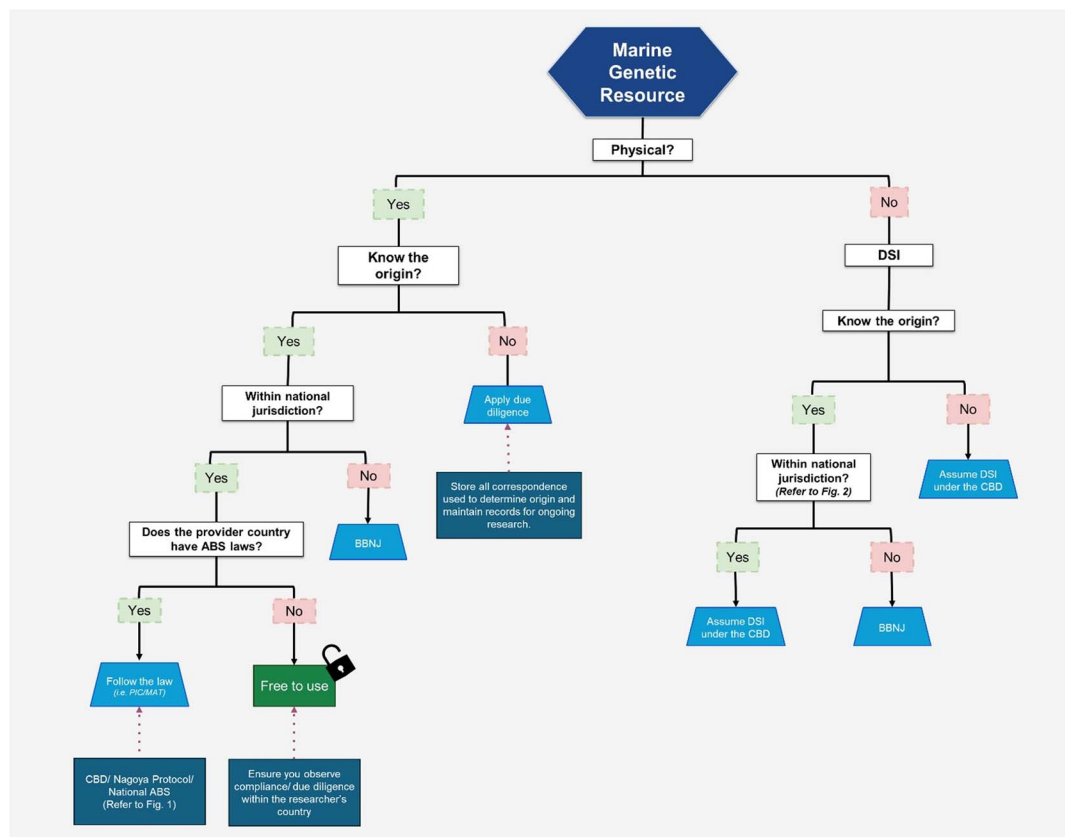 Marine
Genetic
Resource
Physical?
Yes
No
Know the
origin?
DSI
Know the origin?
Yes
No
Within national
jurisdiction?
Apply due
diligence
Yes
No
Within national
jurisdiction?
(Refer to Fig. 2)
Assume DSI
under the CBD
Yes
No
Store all correspondence
used to determine origin and
maintain records for ongoing
research.
Does the provider country
have ABS laws?
BBNJ
Yes
No
Assume DSI
under the CBD
BBNJ
Yes
No
Follow the law
(i.e. PIC/MAT)
Free to use
CBD/ Nagoya Protocol/
National ABS
(Refer to Fig. 1)
Ensure you observe
compliance/ due diligence
within the researcher's
country